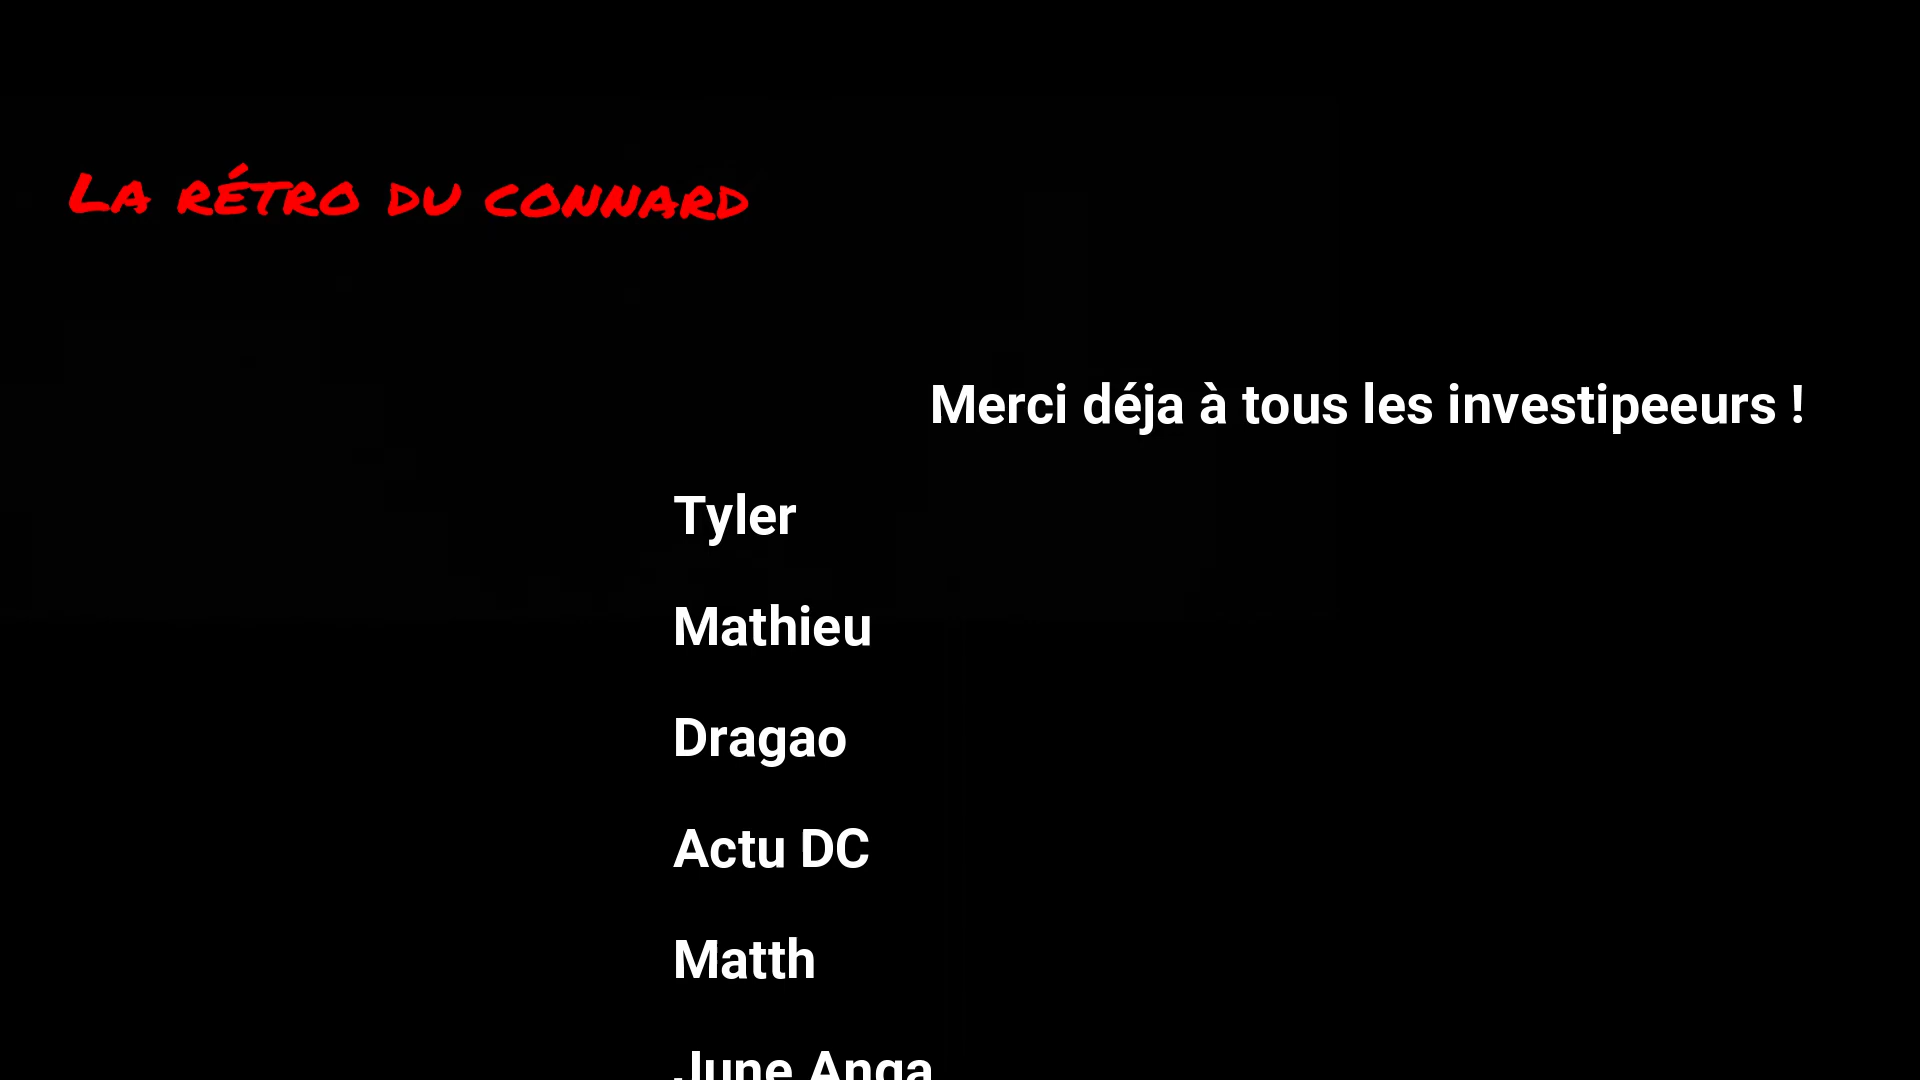 La rétro du connard
Merci déja à tous les investipeeurs !
Tyler
Mathieu
Dragao
Actu DC
Matth
June Anga